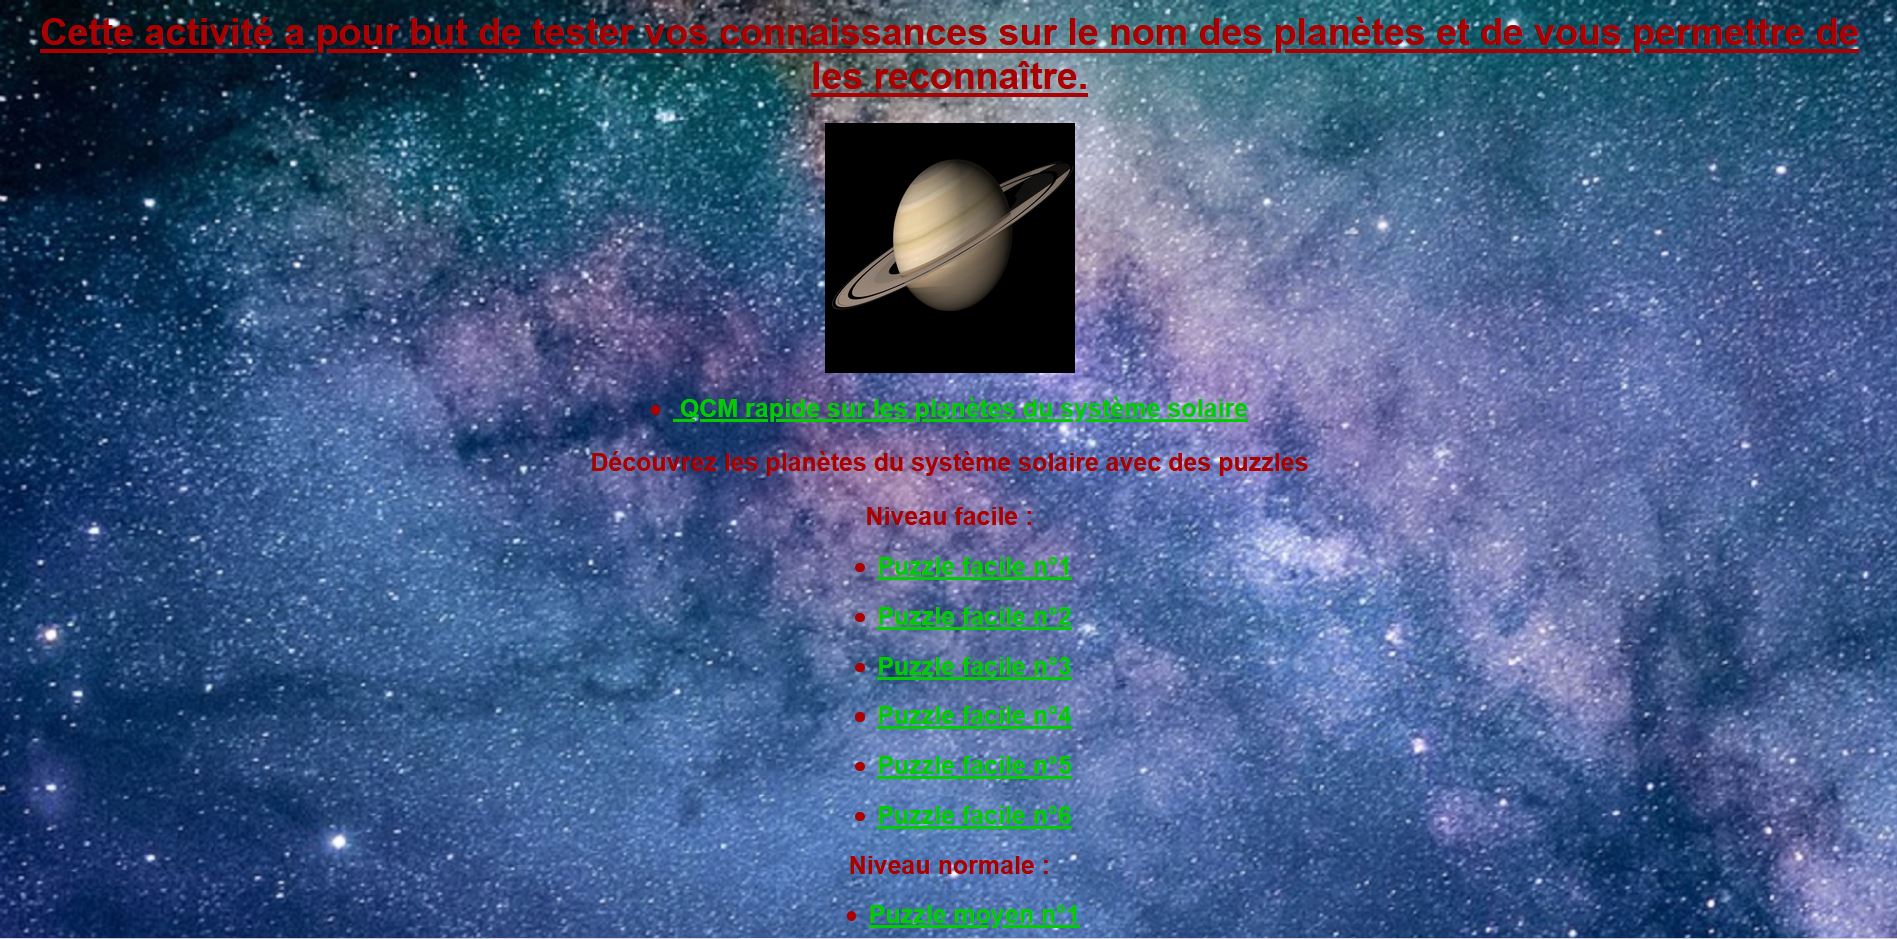 Cette activité a pour but de tester vos connaissances sur le nom des planètes et de vous permettre de
les reconnaître.
QCM rapide sur les planètes du système solaire
Découvrez les planètes du système solaire avec des puzzles
Niveau facile :
Puzzle facile n°1
Puzzle facile n°2
Puzzle facile n°3
Puzzle facile n°4
Puzzle facile n°5
Puzzle facile n°6
Niveau normale :
Puzzle moyen n°1